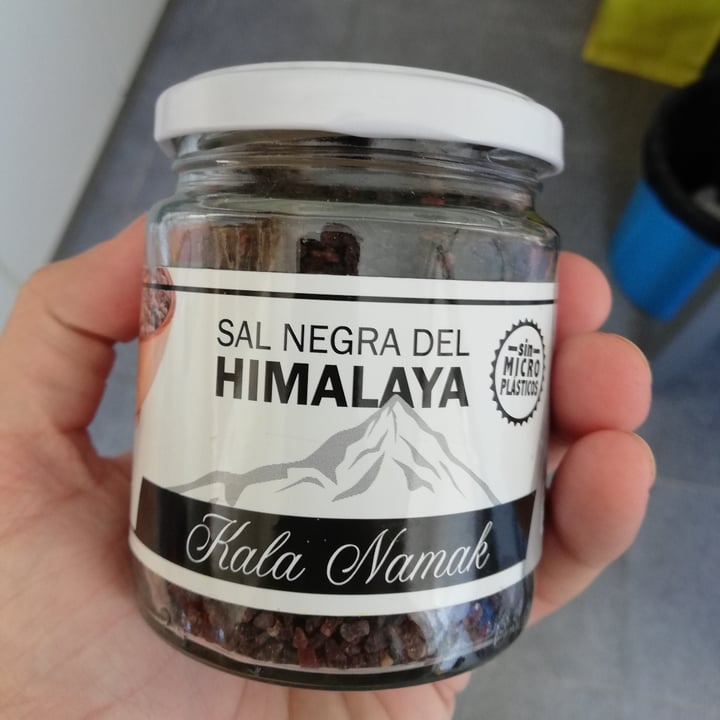 SAL NEGRA DEL
HIMALAYA
sin
MICRO
PLÁSTICOS
Kala Namak